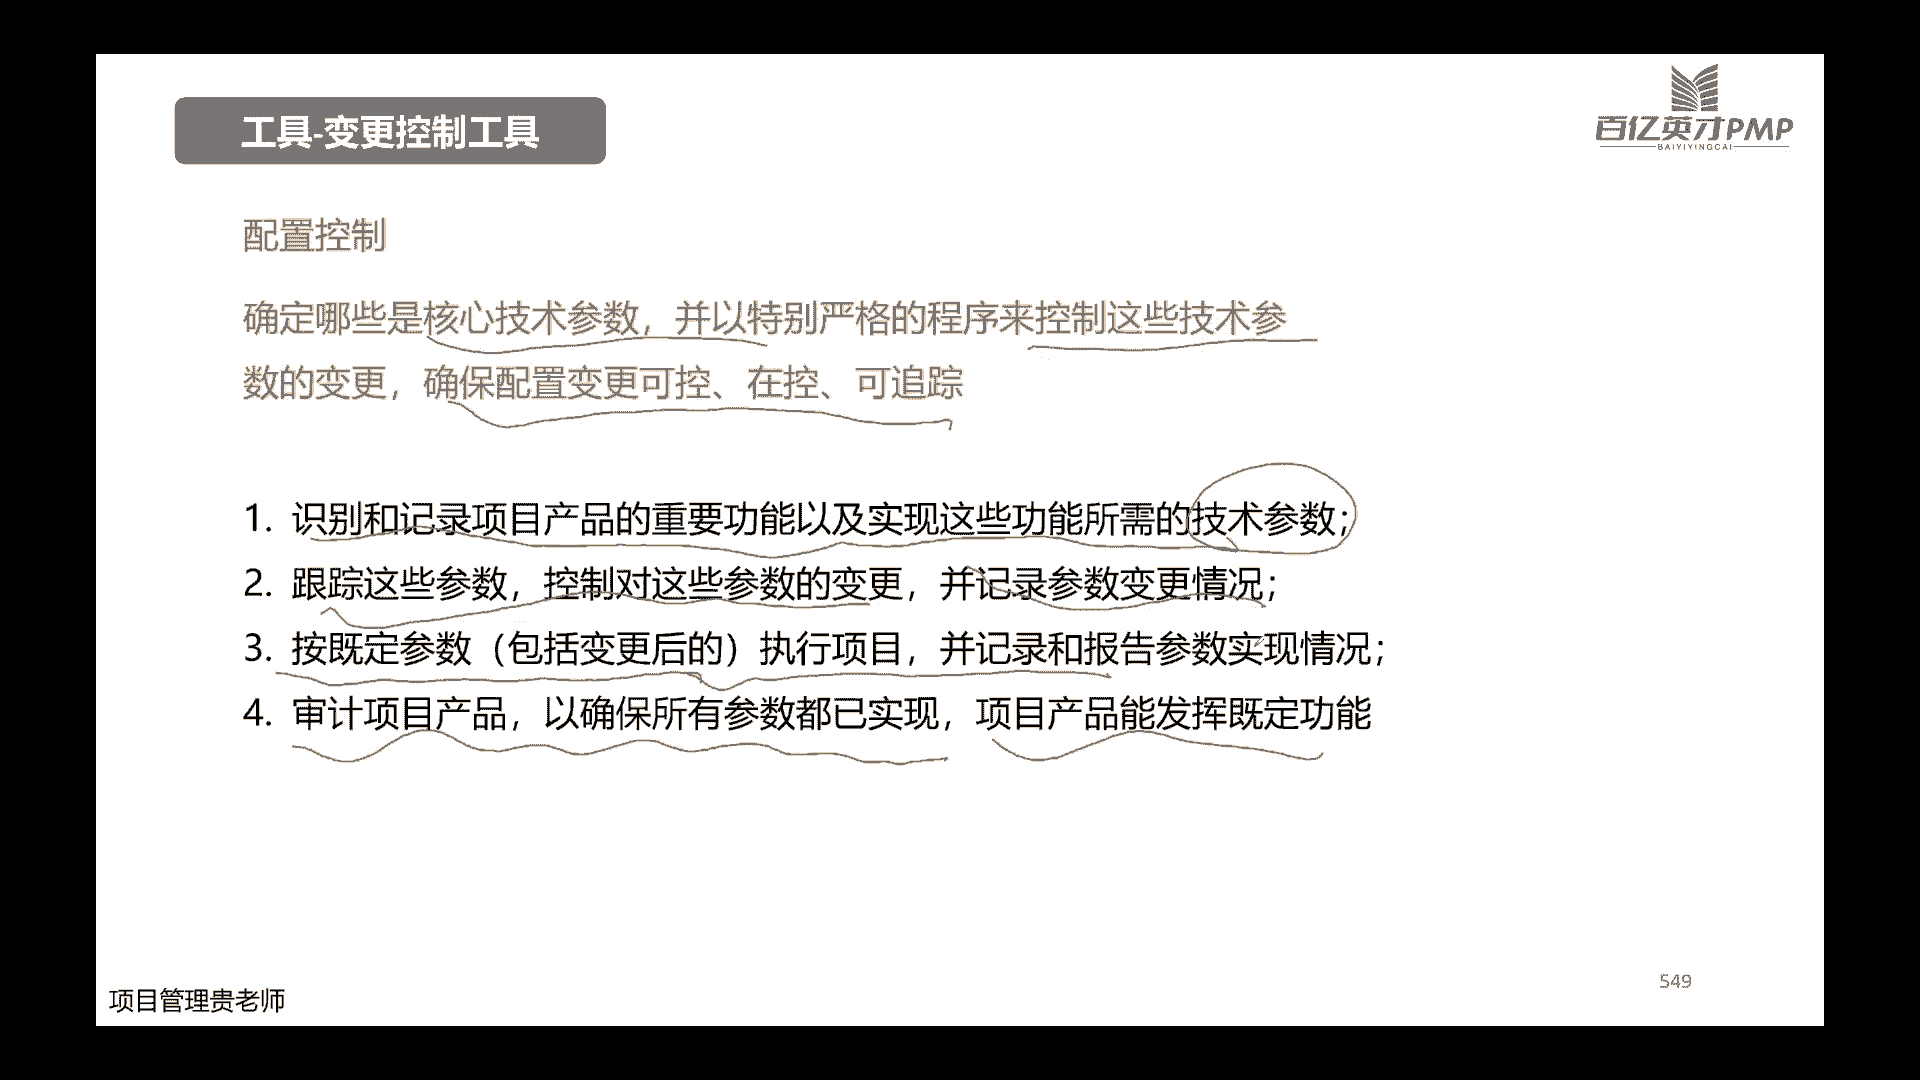 工具-变更控制工具
百亿英才PMP
BAIYIYINGCAI
配置控制
确定哪些是核心技术参数，并以特别严格的程序来控制这些技术参
数的变更，确保配置变更可控、在控、可追踪
1. 识别和记录项目产品的重要功能以及实现这些功能所需的技术参数；
2. 跟踪这些参数，控制对这些参数的变更，并记录参数变更情况；
3. 按既定参数（包括变更后的）执行项目，并记录和报告参数实现情况；
4. 审计项目产品，以确保所有参数都已实现，项目产品能发挥既定功能
549
项目管理贵老师